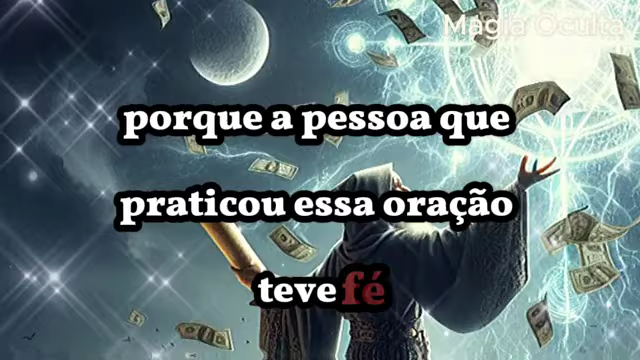 Magia Oculta
porque a pessoa que
praticou essa oração
teve fé